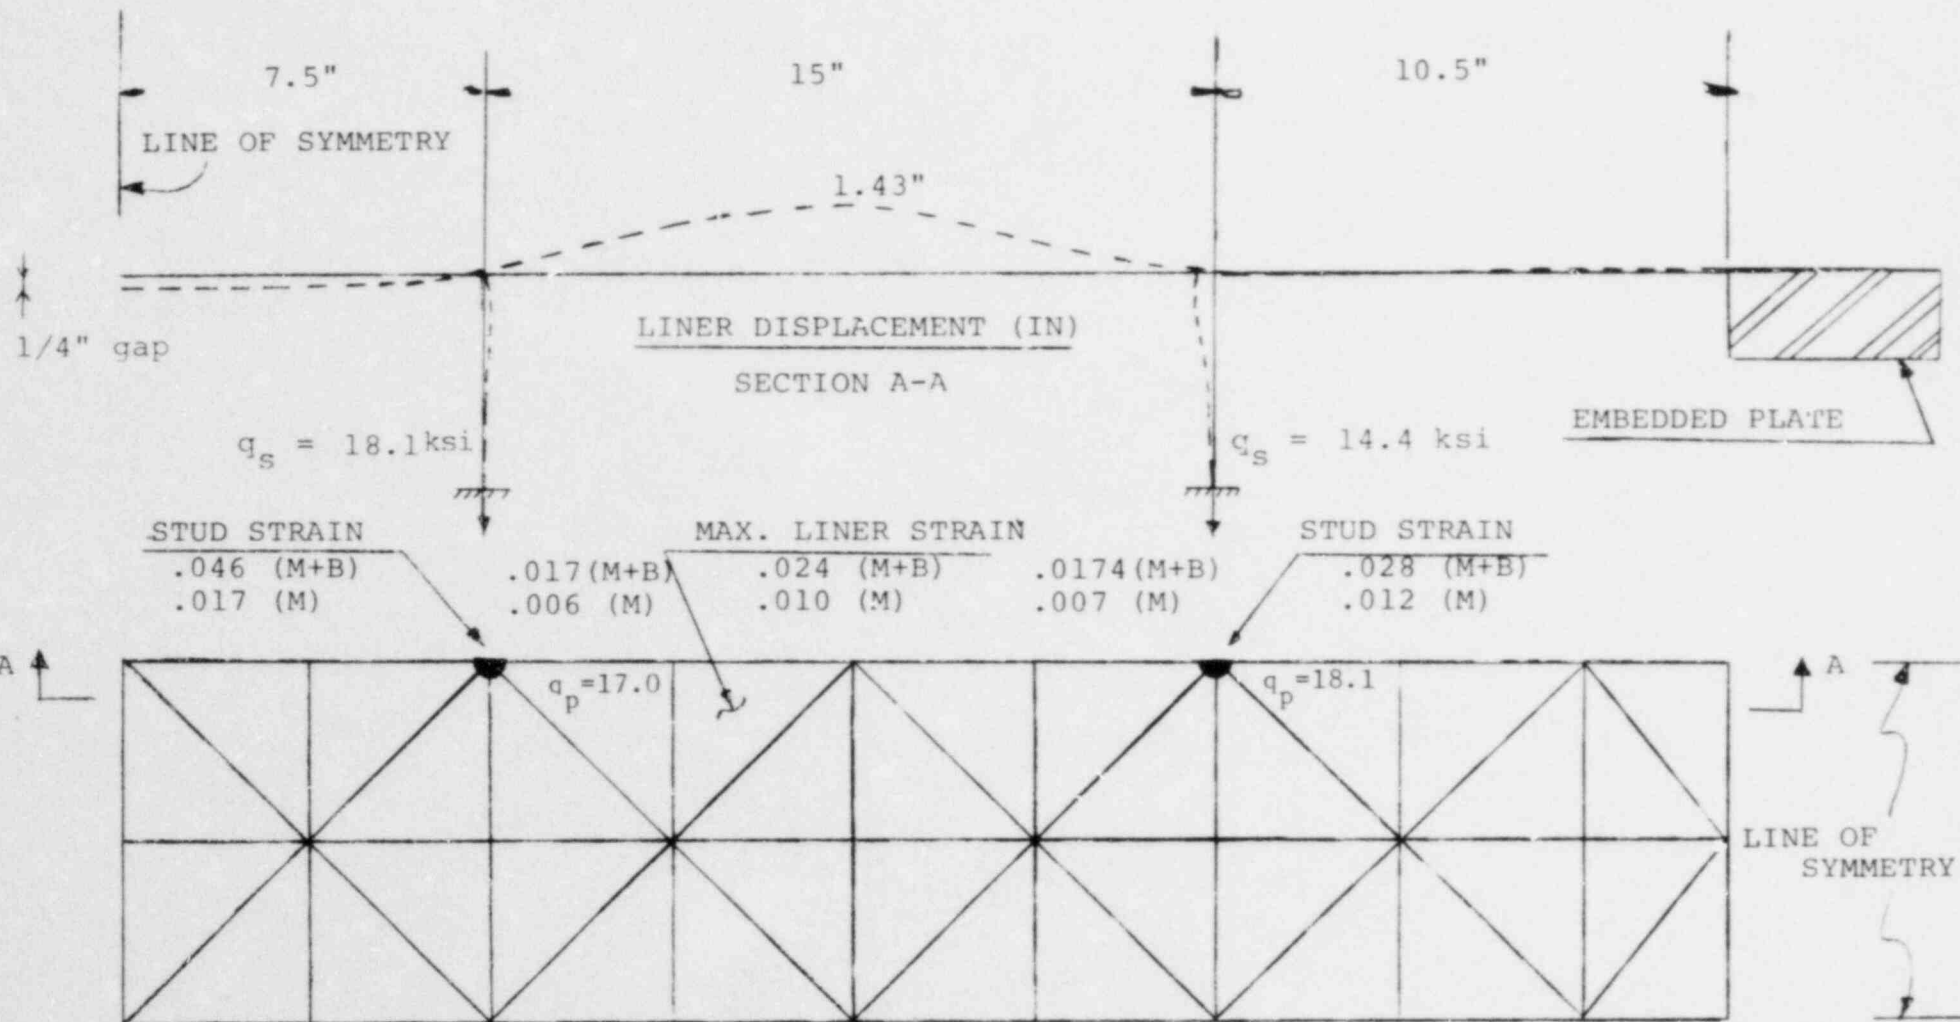 7.5"
15"
10.5"
LINE OF SYMMETRY
1.43"
1/4" gap
LINER DISPLACEMENT (IN)
SECTION A-A
EMBEDDED PLATE
q_s = 18.1 ksi
q_s = 14.4 ksi
STUD STRAIN
.046 (M+B)
.017 (M)
.017(M+B)
.006 (M)
MAX. LINER STRAIN
.024 (M+B)
.010 (M)
.0174(M+B)
.007 (M)
STUD STRAIN
.028 (M+B)
.012 (M)
A
q_p=17.0
q_p=18.1
A
LINE OF
SYMMETRY